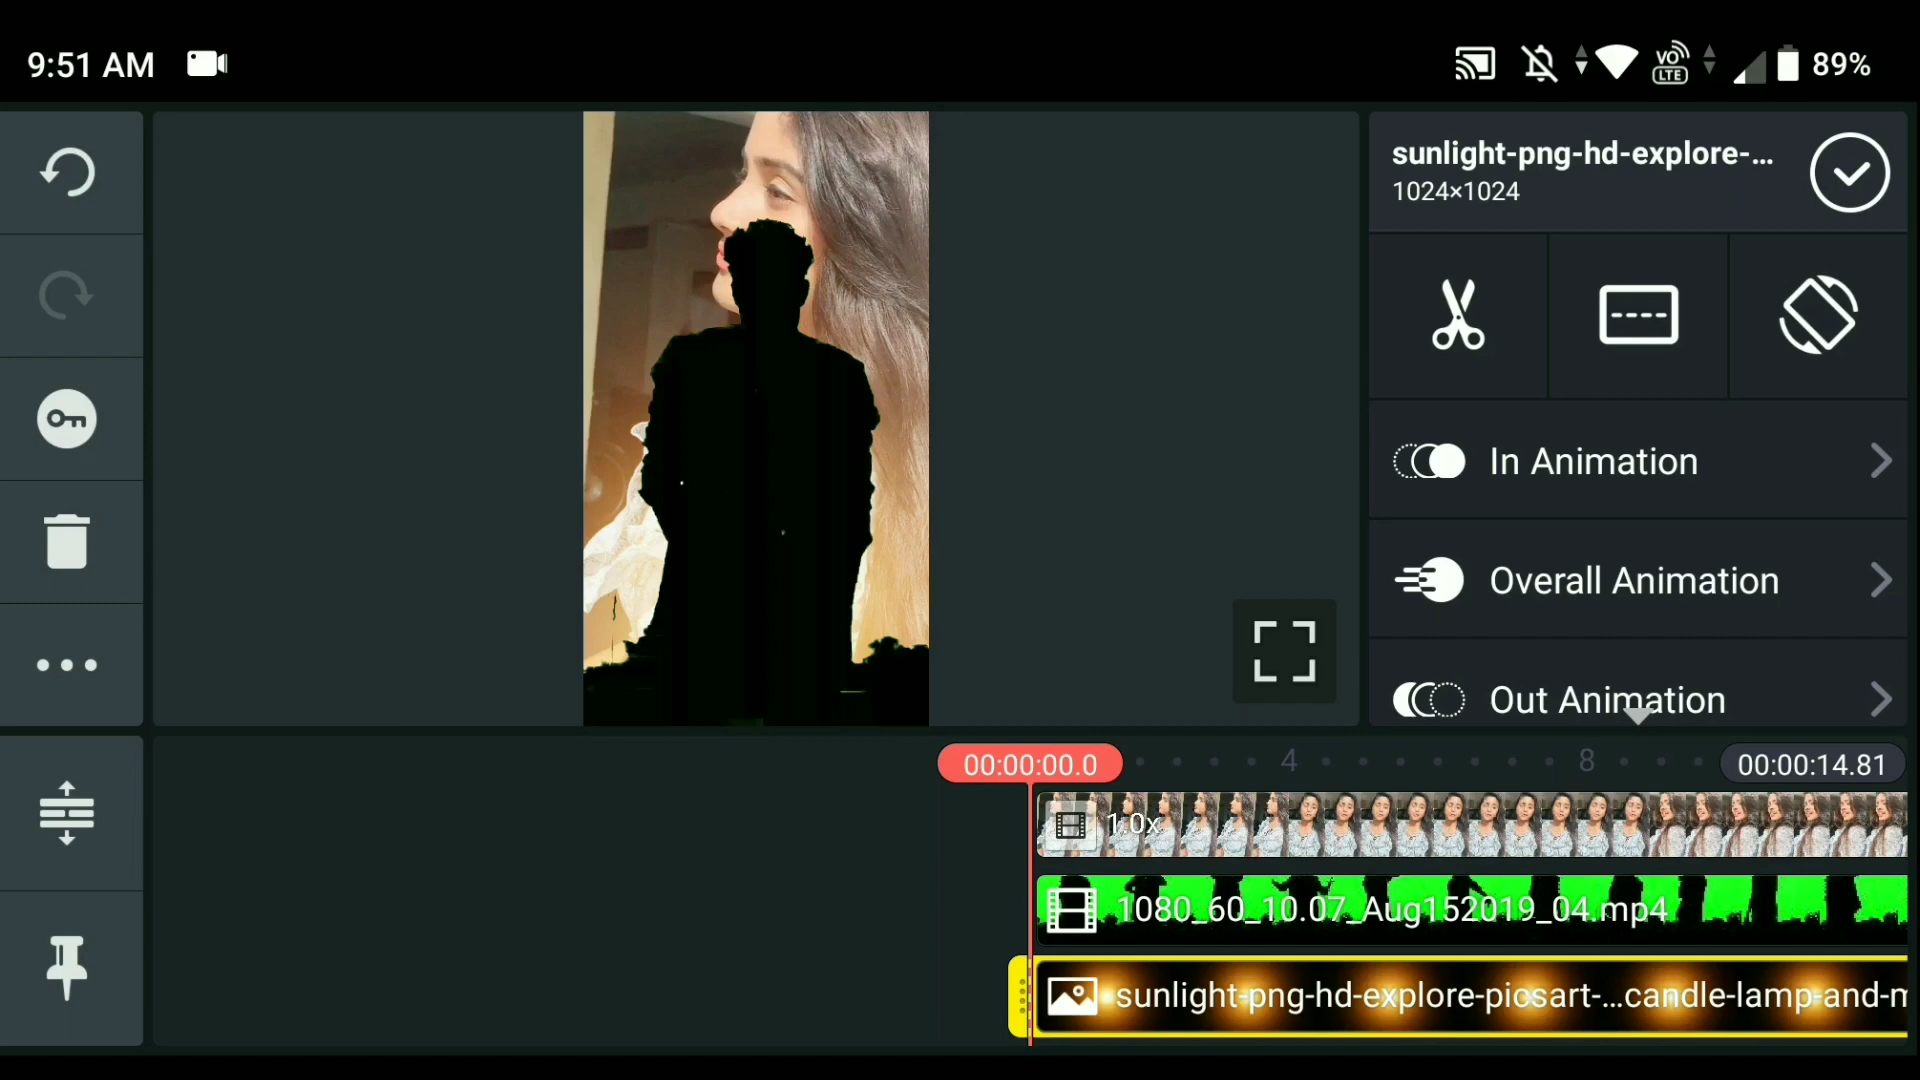 9:51 AM
VO LTE
89%
sunlight-png-hd-explore-...
1024×1024
In Animation
Overall Animation
Out Animation
00:00:00.0
4
8
00:00:14.81
1.0x
1080_60_10.07_Aug152019_04.mp4
sunlight-png-hd-explore-picsart-...candle-lamp-and-m